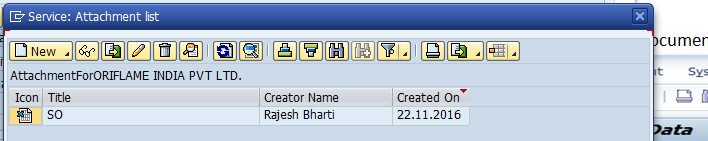 Service: Attachment list
New
AttachmentForORIFLAME INDIA PVT LTD.
Icon Title Creator Name Created On
SO Rajesh Bharti 22.11.2016
ocumen
nt Sys
Data